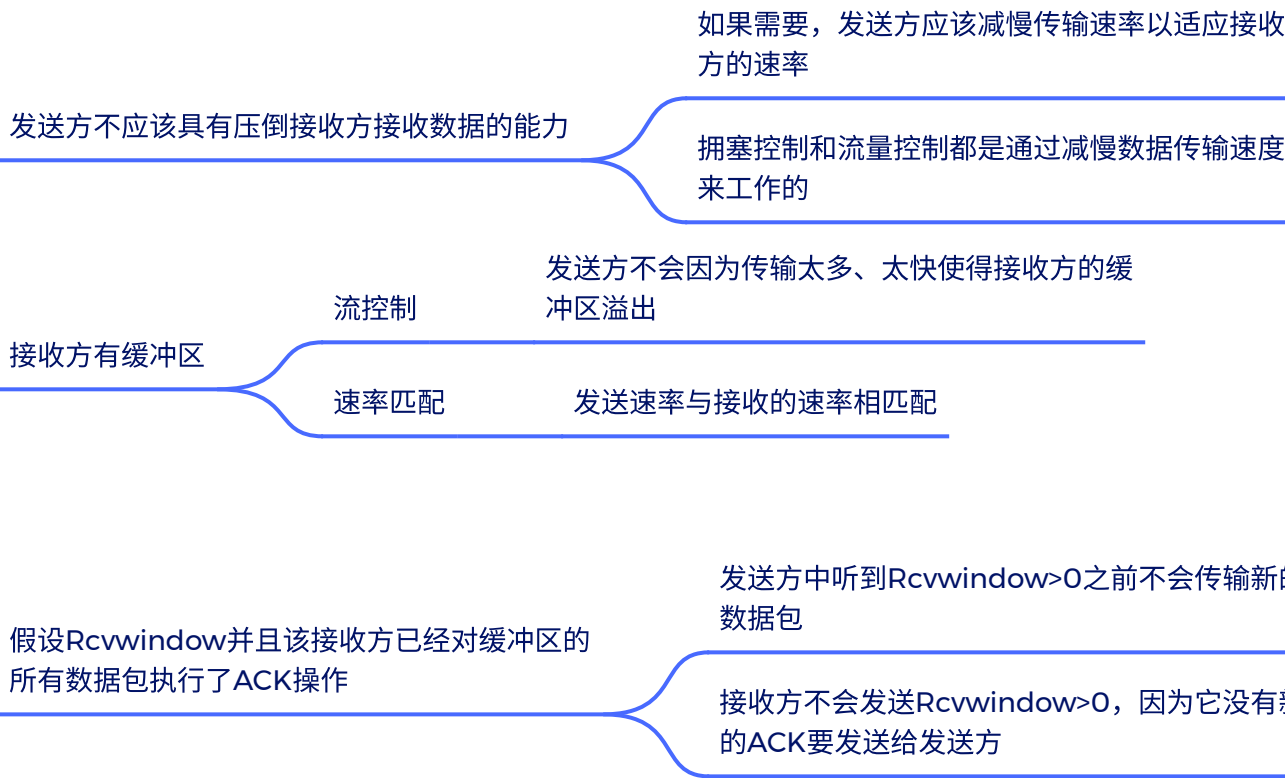 如果需要，发送方应该减慢传输速率以适应接收
方的速率
发送方不应该具有压倒接收方接收数据的能力
拥塞控制和流量控制都是通过减慢数据传输速度
来工作的
发送方不会因为传输太多、太快使得接收方的缓
冲区溢出
流控制
接收方有缓冲区
速率匹配
发送速率与接收的速率相匹配
发送方中听到Rcvwindow>0之前不会传输新的
数据包
假设Rcvwindow并且该接收方已经对缓冲区的
所有数据包执行了ACK操作
接收方不会发送Rcvwindow>0，因为它没有新
的ACK要发送给发送方